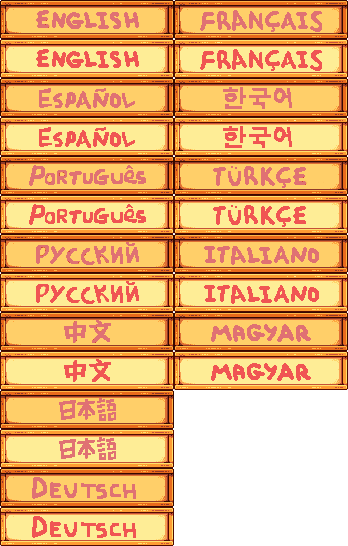 ENGLISH
ENGLISH
ESPAÑOL
ESPAÑOL
PORTUGUÊS
PORTUGUÊS
РУССКИЙ
РУССКИЙ
中文
中文
日本語
日本語
DEUTSCH
DEUTSCH
FRANÇAIS
FRANÇAIS
한국어
한국어
TÜRKÇE
TÜRKÇE
ITALIANO
ITALIANO
MAGYAR
MAGYAR